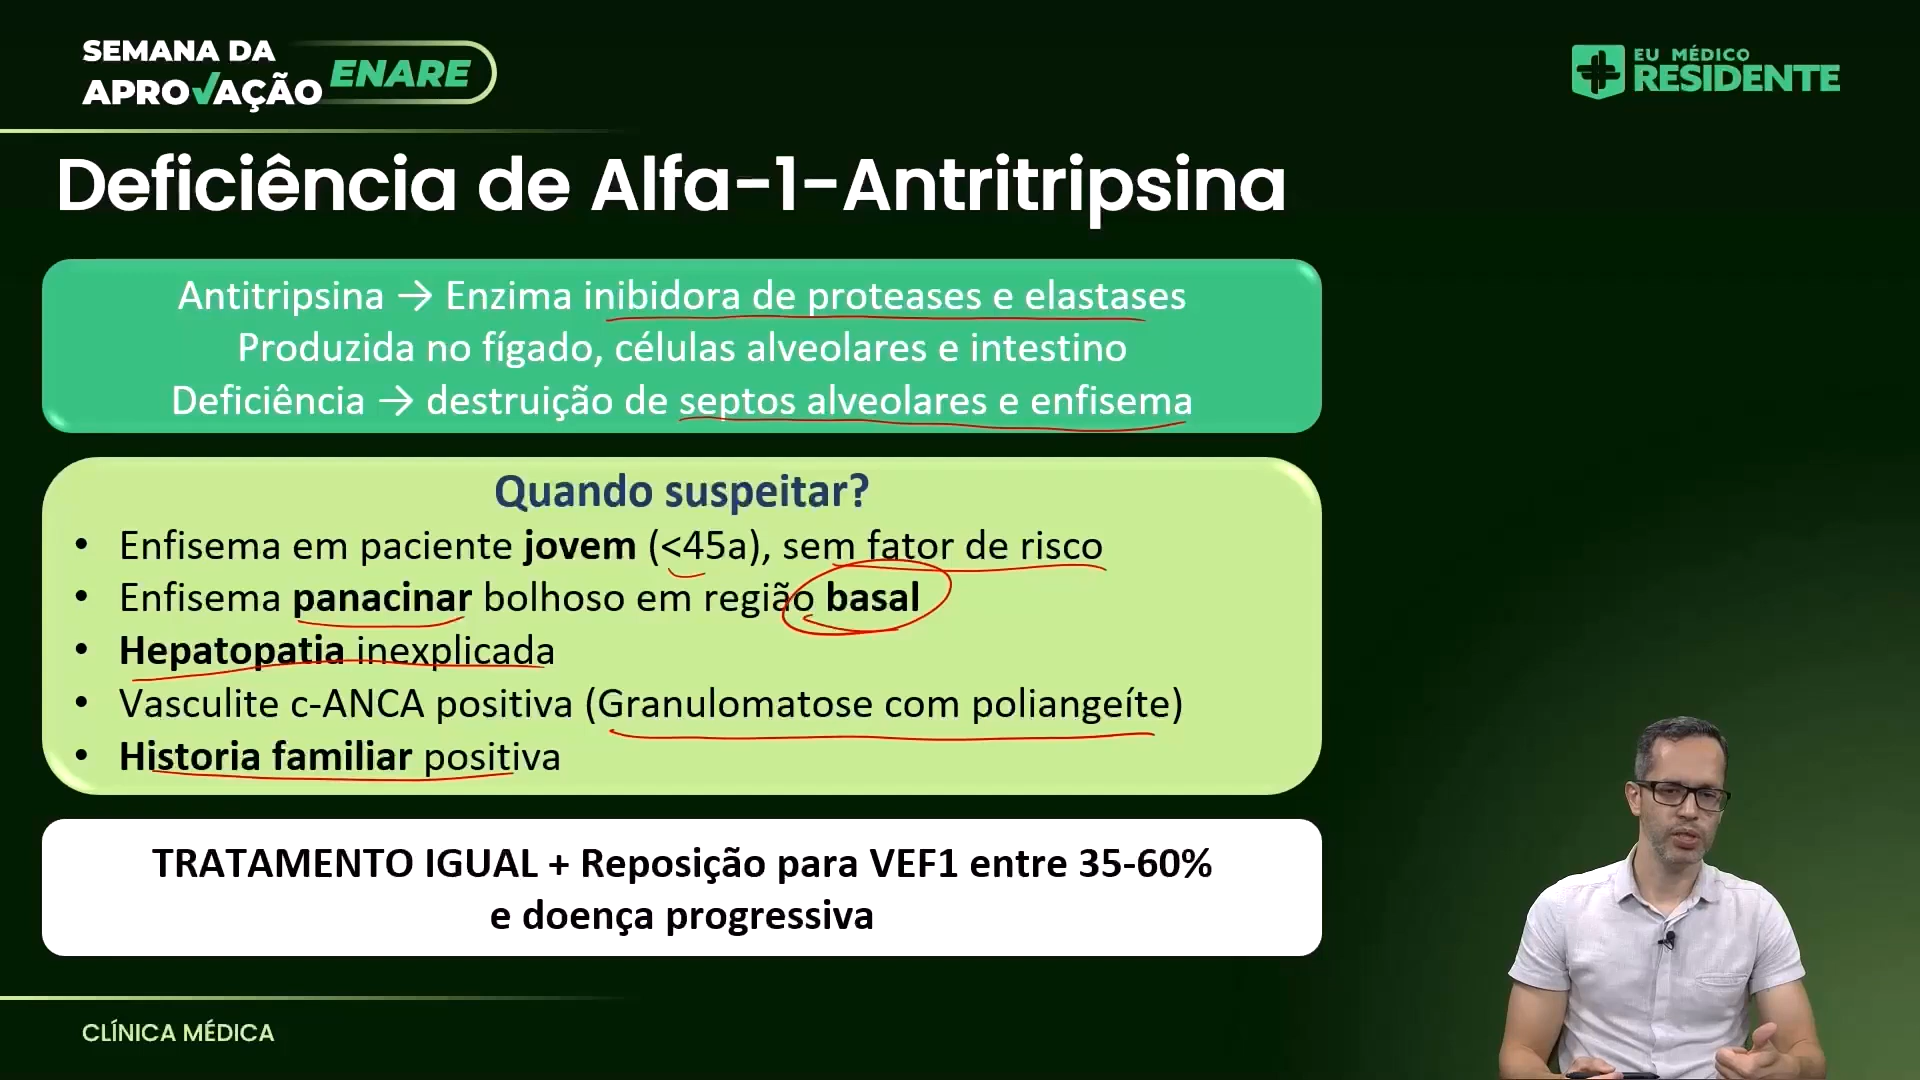 SEMANA DA
APROVAÇÃO ENARE
EU MÉDICO
RESIDENTE
Deficiência de Alfa-1-Antritripsina
Antitripsina → Enzima inibidora de proteases e elastases
Produzida no fígado, células alveolares e intestino
Deficiência → destruição de septos alveolares e enfisema
Quando suspeitar?
• Enfisema em paciente jovem (<45a), sem fator de risco
• Enfisema panacinar bolhoso em região basal
• Hepatopatia inexplicada
• Vasculite c-ANCA positiva (Granulomatose com poliangeíte)
• Historia familiar positiva
TRATAMENTO IGUAL + Reposição para VEF1 entre 35-60%
e doença progressiva
CLÍNICA MÉDICA